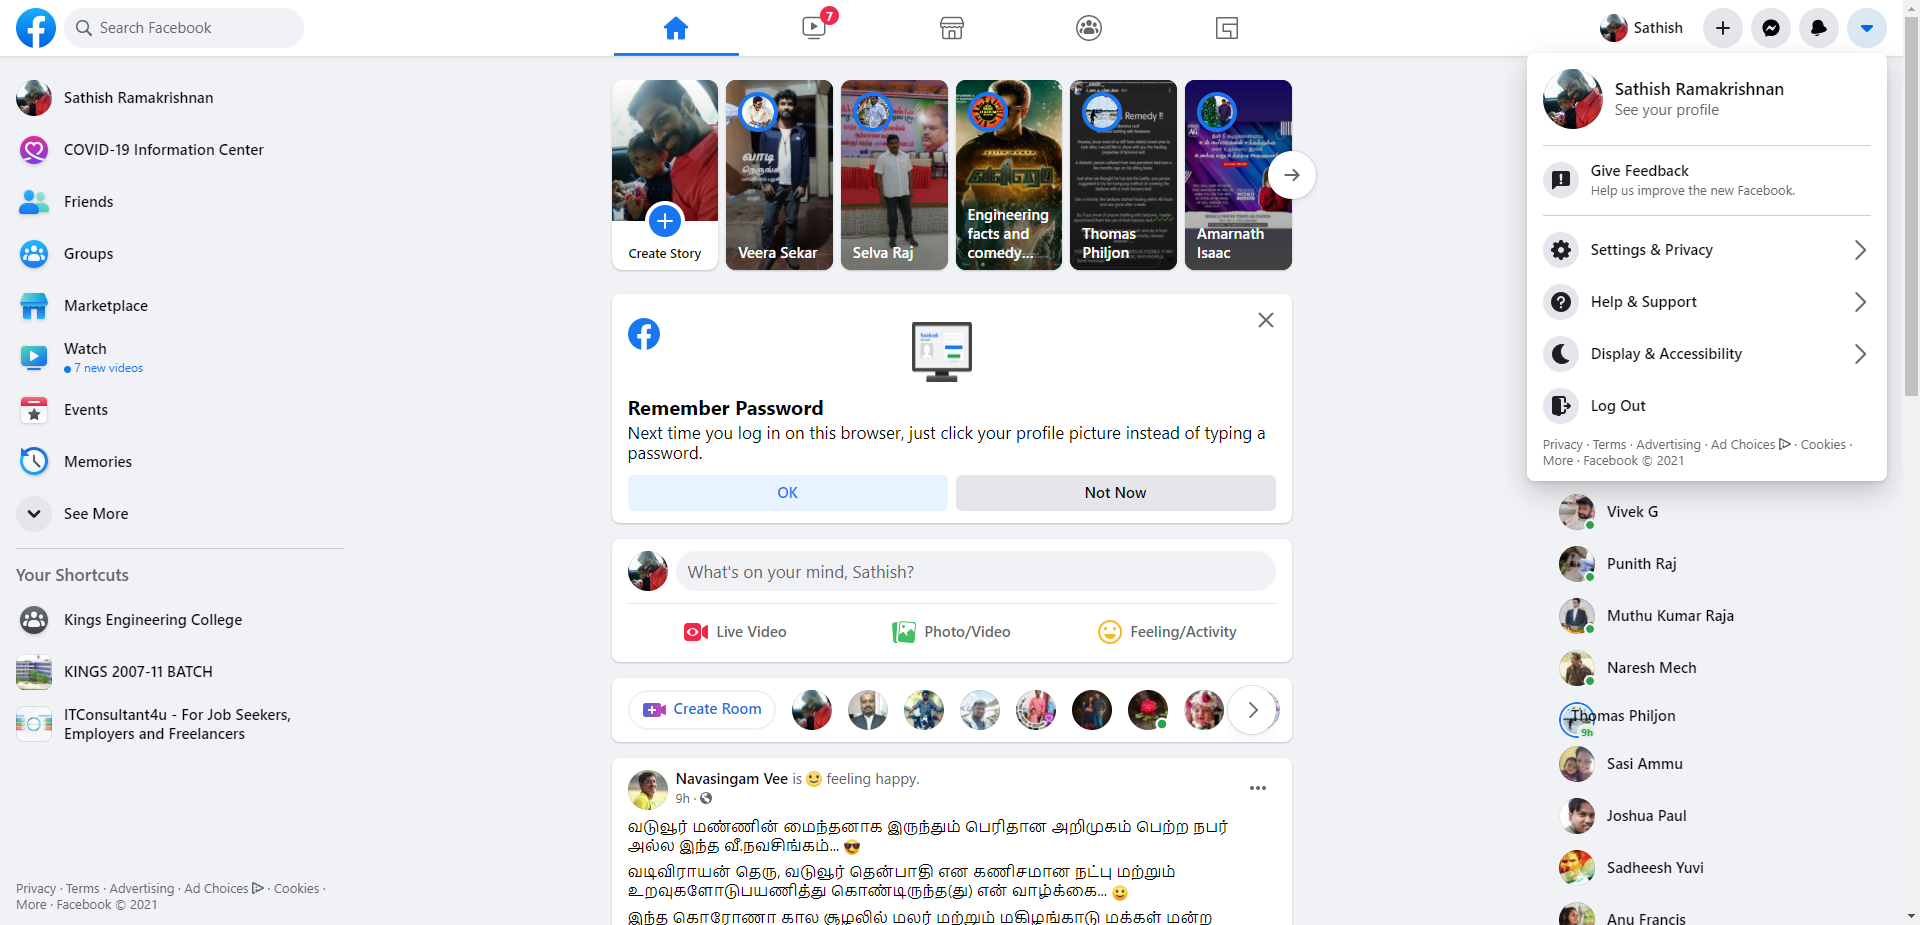 Search Facebook
7
Sathish
Sathish Ramakrishnan
COVID-19 Information Center
Friends
Groups
Marketplace
Watch
7 new videos
Events
Memories
See More
Your Shortcuts
Kings Engineering College
KINGS 2007-11 BATCH
ITConsultant4u - For Job Seekers,
Employers and Freelancers
Privacy · Terms · Advertising · Ad Choices · Cookies ·
More · Facebook © 2021
Create Story
வாடி
Veera Sekar
Selva Raj
Engineering
facts and
comedy...
Remedy !!
Thomas
Philjon
AG
Amarnath
Isaac
Remember Password
Next time you log in on this browser, just click your profile picture instead of typing a
password.
OK
Not Now
What's on your mind, Sathish?
Live Video
Photo/Video
Feeling/Activity
Create Room
Navasingam Vee is 🙂 feeling happy.
9h ·
வடுவூர் மண்ணின் மைந்தனாக இருந்தும் பெரிதான அறிமுகம் பெற்ற நபர்
அல்ல இந்த வீ.நவசிங்கம்... 😎
வடிவிராயன் தெரு, வடுவூர் தென்பாதி என கணிசமான நட்பு மற்றும்
உறவுகளோடுபயணித்து கொண்டிருந்த(து) என் வாழ்க்கை... 🙂
இந்த கொரோணா கால சூழலில் மலர் மற்றும் மகிழங்காடு மக்கள் மன்ற
Sathish Ramakrishnan
See your profile
Give Feedback
Help us improve the new Facebook.
Settings & Privacy
Help & Support
Display & Accessibility
Log Out
Privacy · Terms · Advertising · Ad Choices · Cookies ·
More · Facebook © 2021
Vivek G
Punith Raj
Muthu Kumar Raja
Naresh Mech
Thomas Philjon
9h
Sasi Ammu
Joshua Paul
Sadheesh Yuvi
Anu Francis